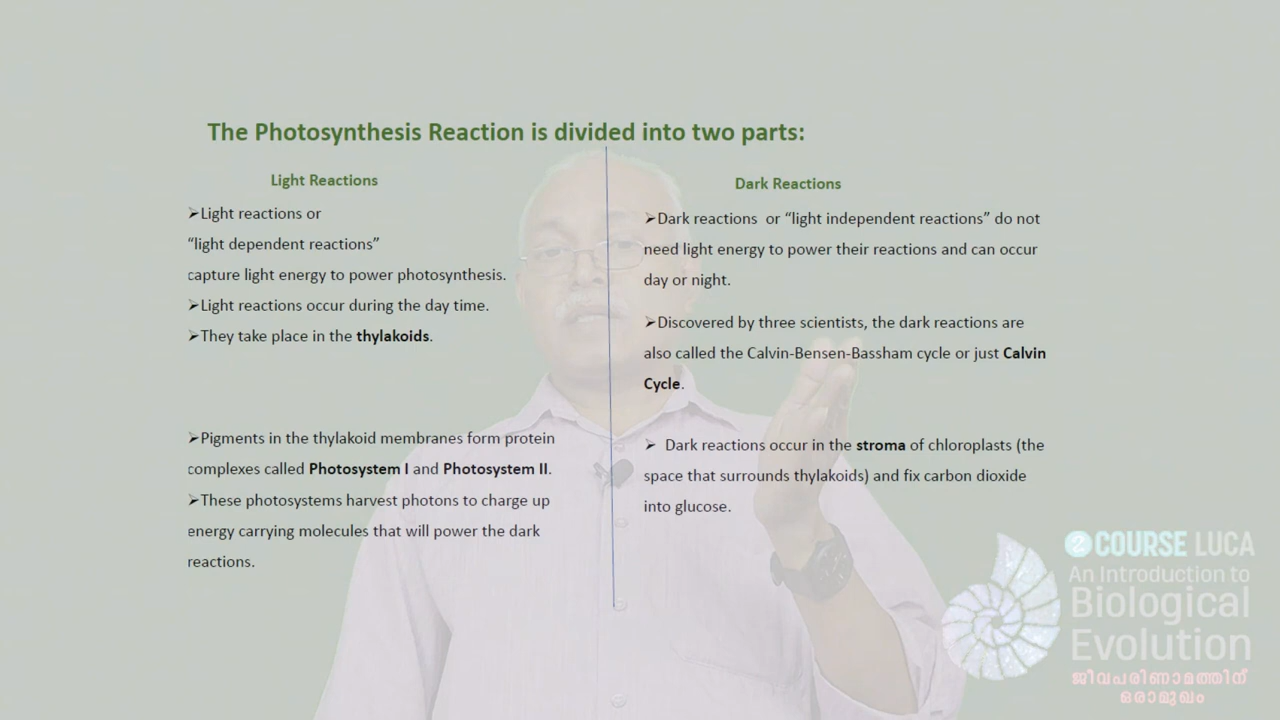 The Photosynthesis Reaction is divided into two parts:
Light Reactions
➢Light reactions or
“light dependent reactions”
capture light energy to power photosynthesis.
➢Light reactions occur during the day time.
➢They take place in the thylakoids.
➢Pigments in the thylakoid membranes form protein
complexes called Photosystem I and Photosystem II.
➢These photosystems harvest photons to charge up
energy carrying molecules that will power the dark
reactions.
Dark Reactions
➢Dark reactions or “light independent reactions” do not
need light energy to power their reactions and can occur
day or night.
➢Discovered by three scientists, the dark reactions are
also called the Calvin-Bensen-Bassham cycle or just Calvin
Cycle.
➢ Dark reactions occur in the stroma of chloroplasts (the
space that surrounds thylakoids) and fix carbon dioxide
into glucose.
2 COURSE LUCA
An Introduction to
Biological
Evolution
ജീവപരിണാമത്തിന്
ഒരാമുഖം